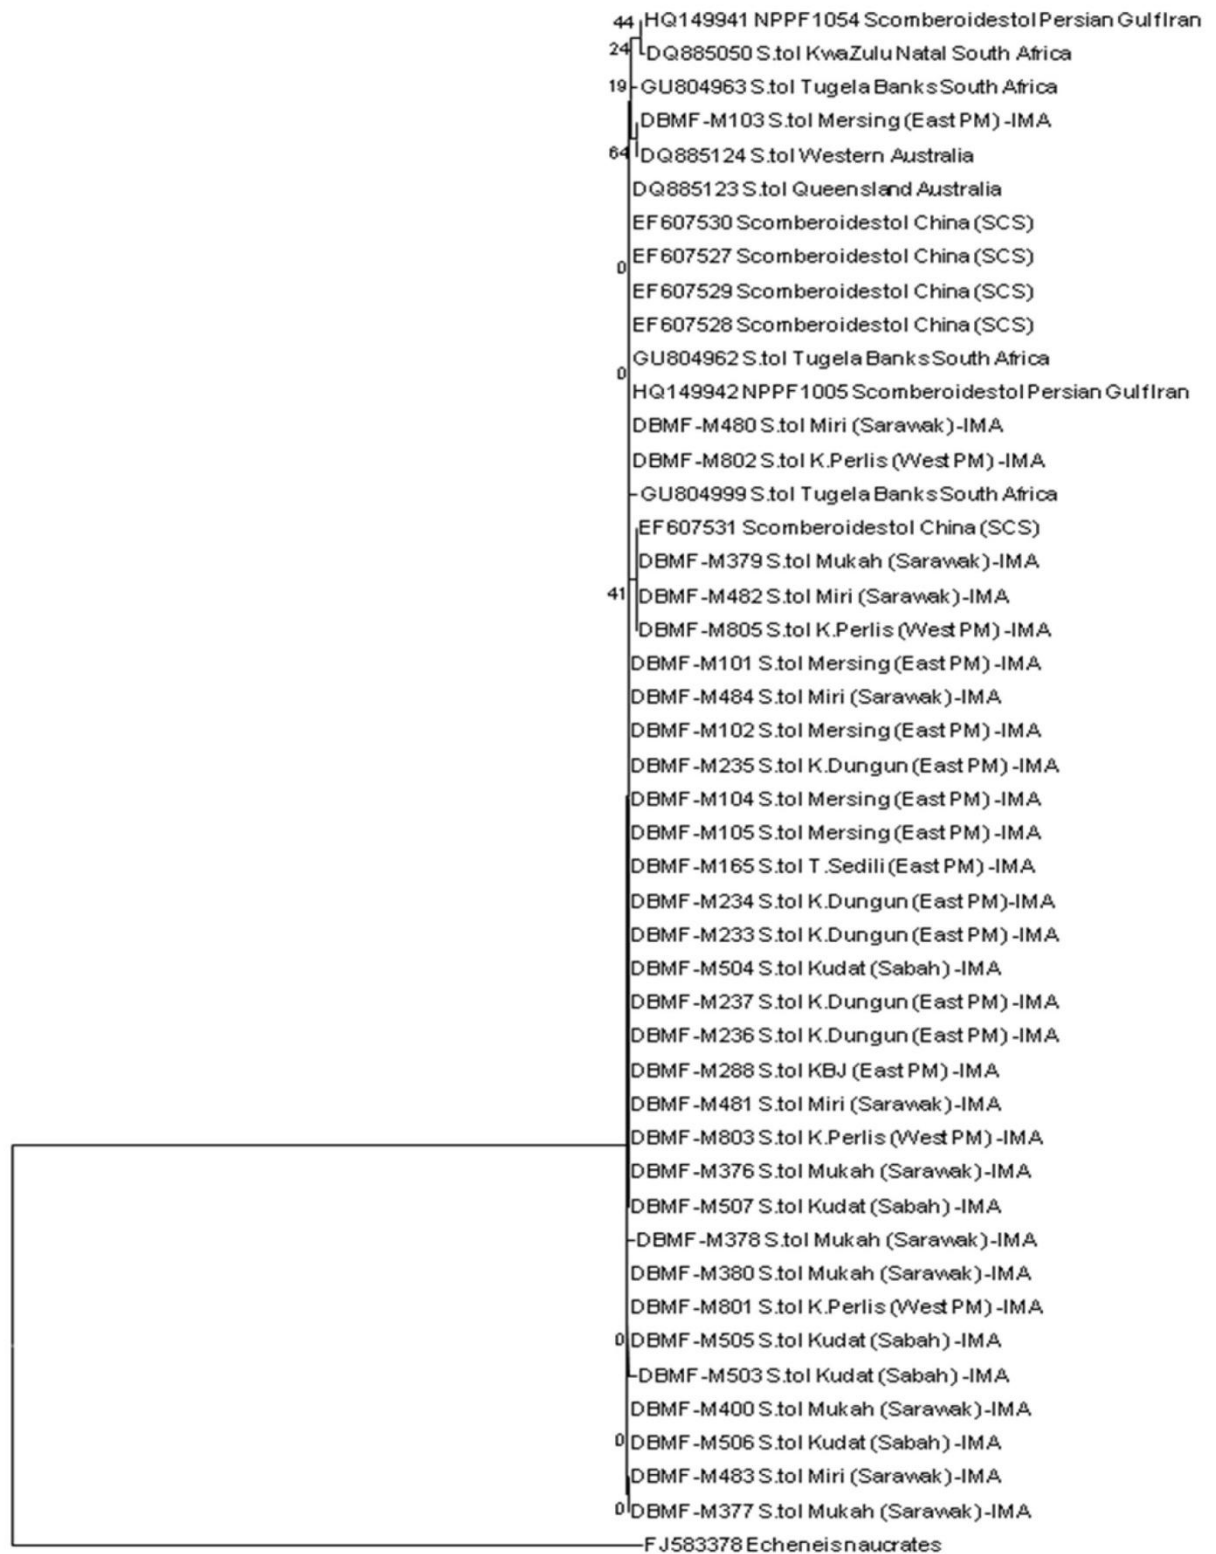 44 HQ149941 NPPF1054 Scomberoidestol Persian GulfIran
24 DQ885050 S.tol KwaZulu Natal South Africa
19 GU804963 S.tol Tugela Banks South Africa
DBMF-M103 S.tol Mersing (East PM) -IMA
64 DQ885124 S.tol Western Australia
DQ885123 S.tol Queensland Australia
EF607530 Scomberoidestol China (SCS)
EF607527 Scomberoidestol China (SCS)
0
EF607529 Scomberoidestol China (SCS)
EF607528 Scomberoidestol China (SCS)
GU804962 S.tol Tugela Banks South Africa
0
HQ149942 NPPF1005 Scomberoidestol Persian GulfIran
DBMF-M480 S.tol Miri (Sarawak)-IMA
DBMF-M802 S.tol K.Perlis (West PM) -IMA
GU804999 S.tol Tugela Banks South Africa
EF607531 Scomberoidestol China (SCS)
DBMF-M379 S.tol Mukah (Sarawak)-IMA
41 DBMF-M482 S.tol Miri (Sarawak)-IMA
DBMF-M805 S.tol K.Perlis (West PM) -IMA
DBMF-M101 S.tol Mersing (East PM) -IMA
DBMF-M484 S.tol Miri (Sarawak)-IMA
DBMF-M102 S.tol Mersing (East PM) -IMA
DBMF-M235 S.tol K.Dungun (East PM) -IMA
DBMF-M104 S.tol Mersing (East PM) -IMA
DBMF-M105 S.tol Mersing (East PM) -IMA
DBMF-M165 S.tol T.Sedili (East PM) -IMA
DBMF-M234 S.tol K.Dungun (East PM)-IMA
DBMF-M233 S.tol K.Dungun (East PM) -IMA
DBMF-M504 S.tol Kudat (Sabah)-IMA
DBMF-M237 S.tol K.Dungun (East PM) -IMA
DBMF-M236 S.tol K.Dungun (East PM) -IMA
DBMF-M288 S.tol KBJ (East PM) -IMA
DBMF-M481 S.tol Miri (Sarawak)-IMA
DBMF-M803 S.tol K.Perlis (West PM) -IMA
DBMF-M376 S.tol Mukah (Sarawak)-IMA
DBMF-M507 S.tol Kudat (Sabah) -IMA
DBMF-M378 S.tol Mukah (Sarawak)-IMA
DBMF-M380 S.tol Mukah (Sarawak)-IMA
DBMF-M801 S.tol K.Perlis (West PM) -IMA
0 DBMF-M505 S.tol Kudat (Sabah) -IMA
DBMF-M503 S.tol Kudat (Sabah) -IMA
DBMF-M400 S.tol Mukah (Sarawak)-IMA
0 DBMF-M506 S.tol Kudat (Sabah) -IMA
DBMF-M483 S.tol Miri (Sarawak)-IMA
0 DBMF-M377 S.tol Mukah (Sarawak)-IMA
FJ583378 Echeneisnaucrates